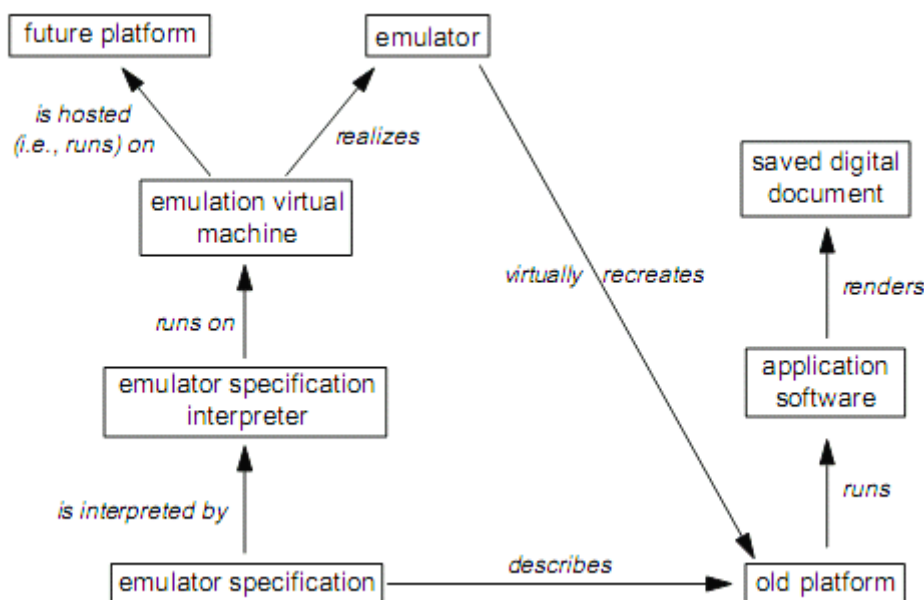 future platform
emulator
is hosted
(i.e., runs) on
realizes
saved digital
document
emulation virtual
machine
virtually recreates
renders
runs on
application
software
emulator specification
interpreter
runs
is interpreted by
describes
emulator specification
old platform